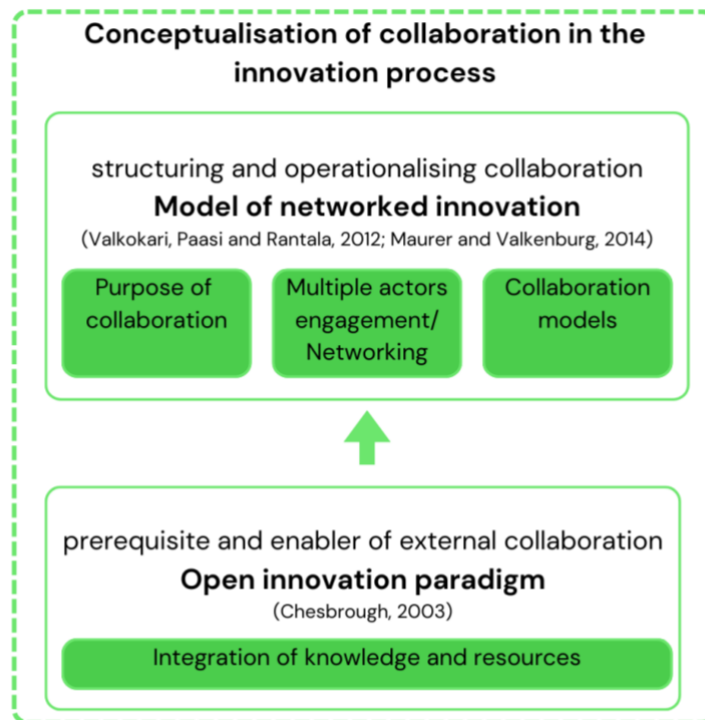 Conceptualisation of collaboration in the
innovation process
structuring and operationalising collaboration
Model of networked innovation
(Valkokari, Paasi and Rantala, 2012; Maurer and Valkenburg, 2014)
Purpose of
collaboration
Multiple actors
engagement/
Networking
Collaboration
models
prerequisite and enabler of external collaboration
Open innovation paradigm
(Chesbrough, 2003)
Integration of knowledge and resources